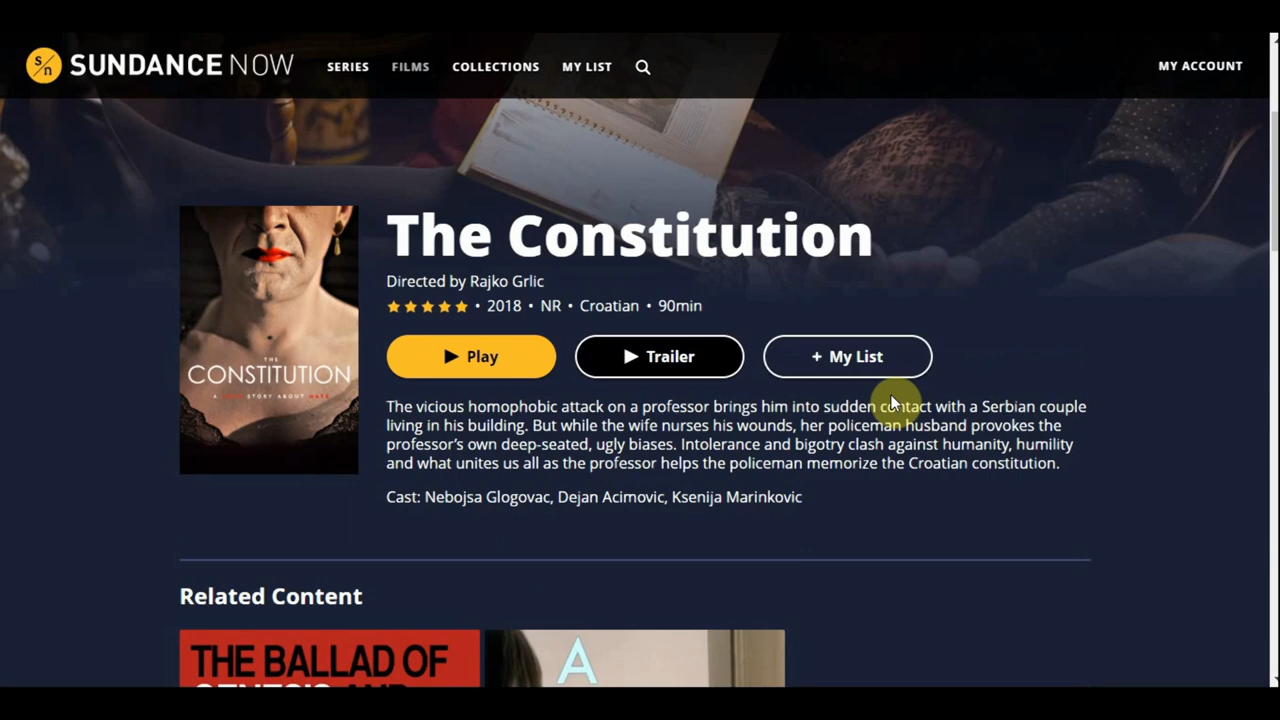 S/n SUNDANCE NOW SERIES FILMS COLLECTIONS MY LIST MY ACCOUNT
The Constitution
Directed by Rajko Grlic
• 2018 • NR • Croatian • 90min
Play Trailer + My List
THE
CONSTITUTION
A STORY ABOUT
The vicious homophobic attack on a professor brings him into sudden contact with a Serbian couple
living in his building. But while the wife nurses his wounds, her policeman husband provokes the
professor's own deep-seated, ugly biases. Intolerance and bigotry clash against humanity, humility
and what unites us all as the professor helps the policeman memorize the Croatian constitution.
Cast: Nebojsa Glogovac, Dejan Acimovic, Ksenija Marinkovic
Related Content
THE BALLAD OF
A